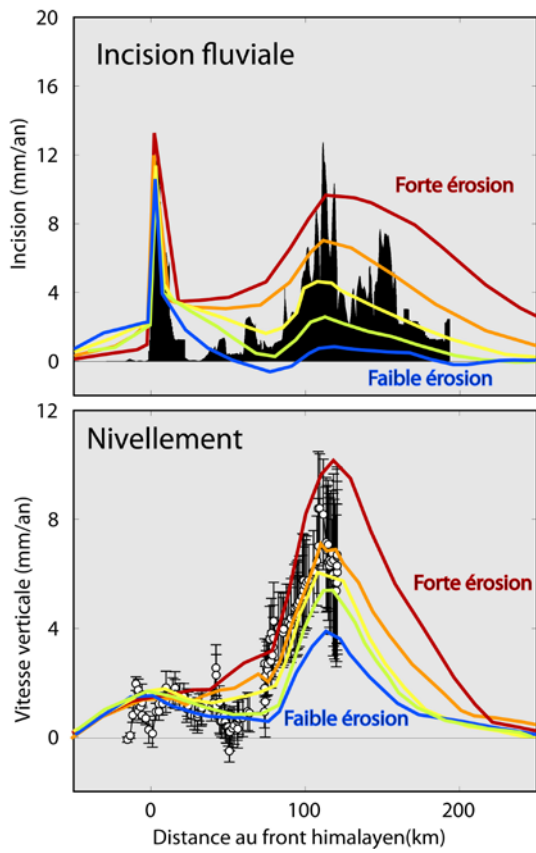 20
Incision fluviale
16
12
Forte érosion
8
4
0
Faible érosion
Incision (mm/an)
12
Nivellement
8
Forte érosion
4
Faible érosion
0
Vitesse verticale (mm/an)
0 100 200
Distance au front himalayen(km)